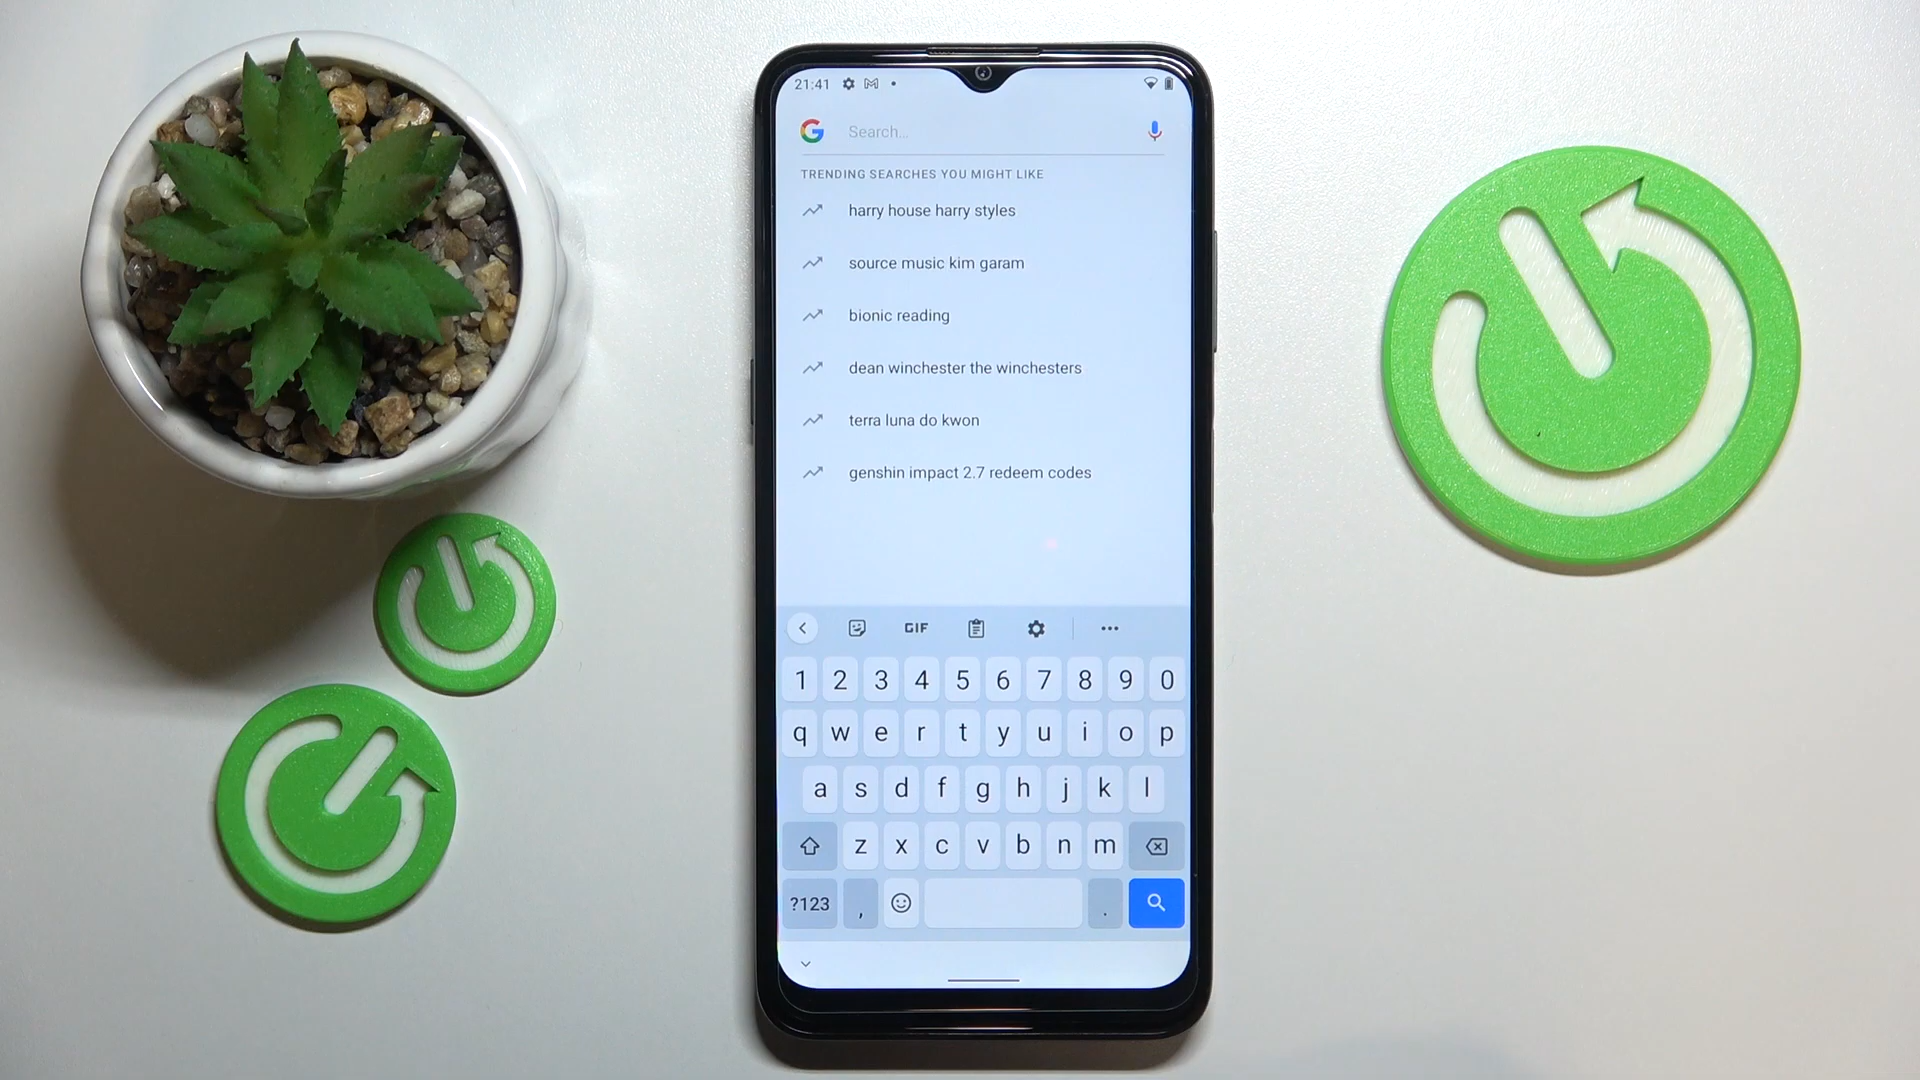 21:41
G Search...
TRENDING SEARCHES YOU MIGHT LIKE
harry house harry styles
source music kim garam
bionic reading
dean winchester the winchesters
terra luna do kwon
genshin impact 2.7 redeem codes
GIF
1 2 3 4 5 6 7 8 9 0
q w e r t y u i o p
a s d f g h j k l
z x c v b n m
?123 , .